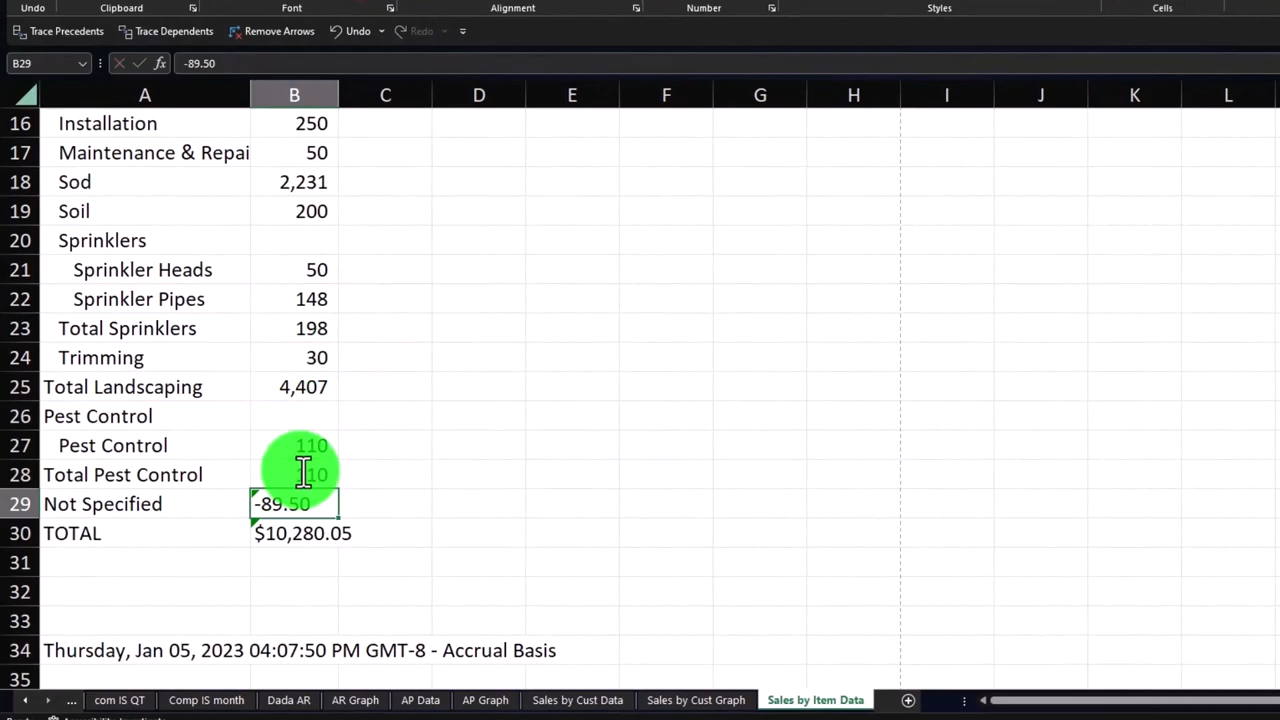 Undo Clipboard Font Alignment Number Styles Cells
Trace Precedents Trace Dependents Remove Arrows Undo Redo
B29 fx -89.50
A B C D E F G H I J K L
16 Installation 250
17 Maintenance & Repai 50
18 Sod 2,231
19 Soil 200
20 Sprinklers
21 Sprinkler Heads 50
22 Sprinkler Pipes 148
23 Total Sprinklers 198
24 Trimming 30
25 Total Landscaping 4,407
26 Pest Control
27 Pest Control 110
28 Total Pest Control 110
29 Not Specified -89.50
30 TOTAL $10,280.05
31
32
33
34 Thursday, Jan 05, 2023 04:07:50 PM GMT-8 - Accrual Basis
35
... com IS QT Comp IS month Dada AR AR Graph AP Data AP Graph Sales by Cust Data Sales by Cust Graph Sales by Item Data